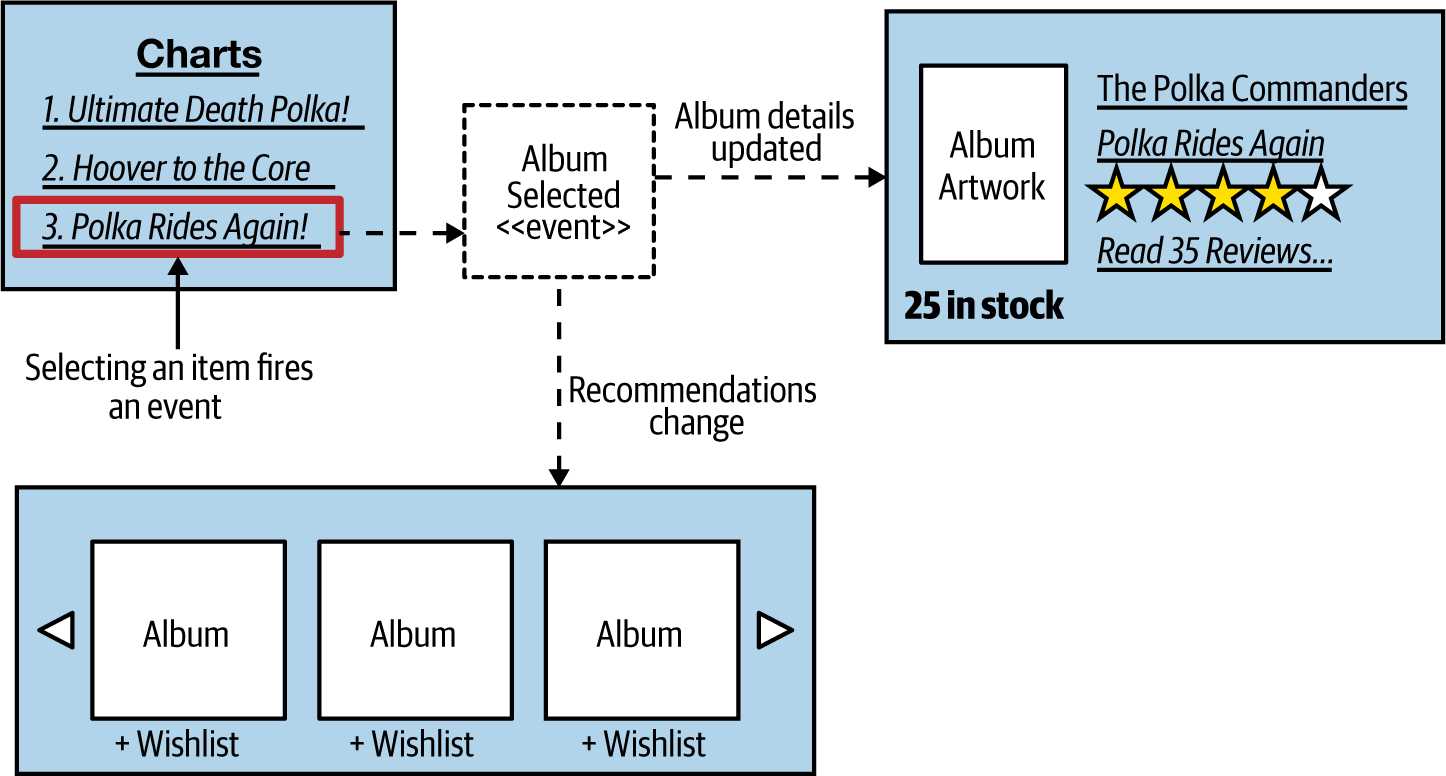 Charts
1. Ultimate Death Polka!
2. Hoover to the Core
3. Polka Rides Again!
Selecting an item fires
an event
Album
Selected
<<event>>
Album details
updated
Recommendations
change
Album
Artwork
The Polka Commanders
Polka Rides Again
Read 35 Reviews...
25 in stock
Album
Album
Album
+ Wishlist
+ Wishlist
+ Wishlist